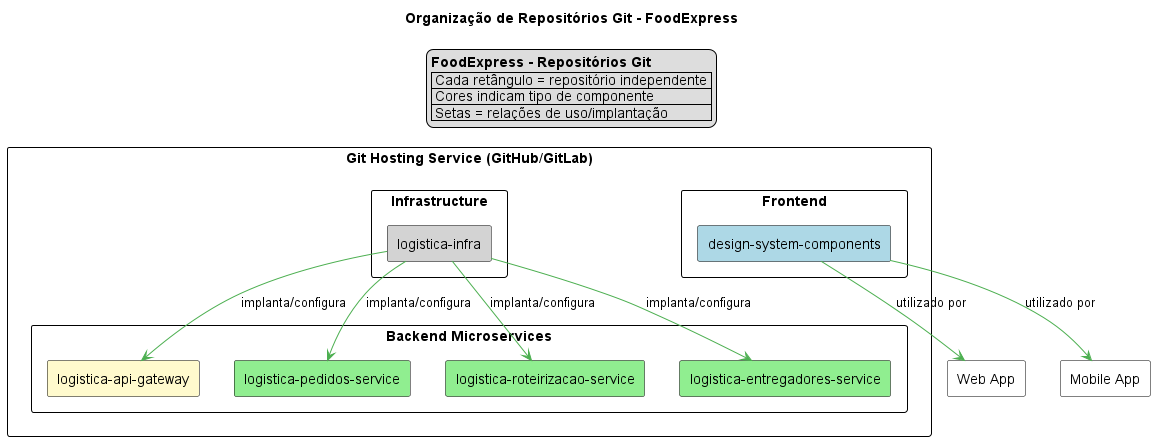 Organização de Repositórios Git - FoodExpress
FoodExpress - Repositórios Git
Cada retângulo = repositório independente
Cores indicam tipo de componente
Setas = relações de uso/implantação
Git Hosting Service (GitHub/GitLab)
Infrastructure
Frontend
logistica-infra
design-system-components
implanta/configura
implanta/configura
implanta/configura
implanta/configura
utilizado por
utilizado por
Backend Microservices
logistica-api-gateway
logistica-pedidos-service
logistica-roteirizacao-service
logistica-entregadores-service
Web App
Mobile App